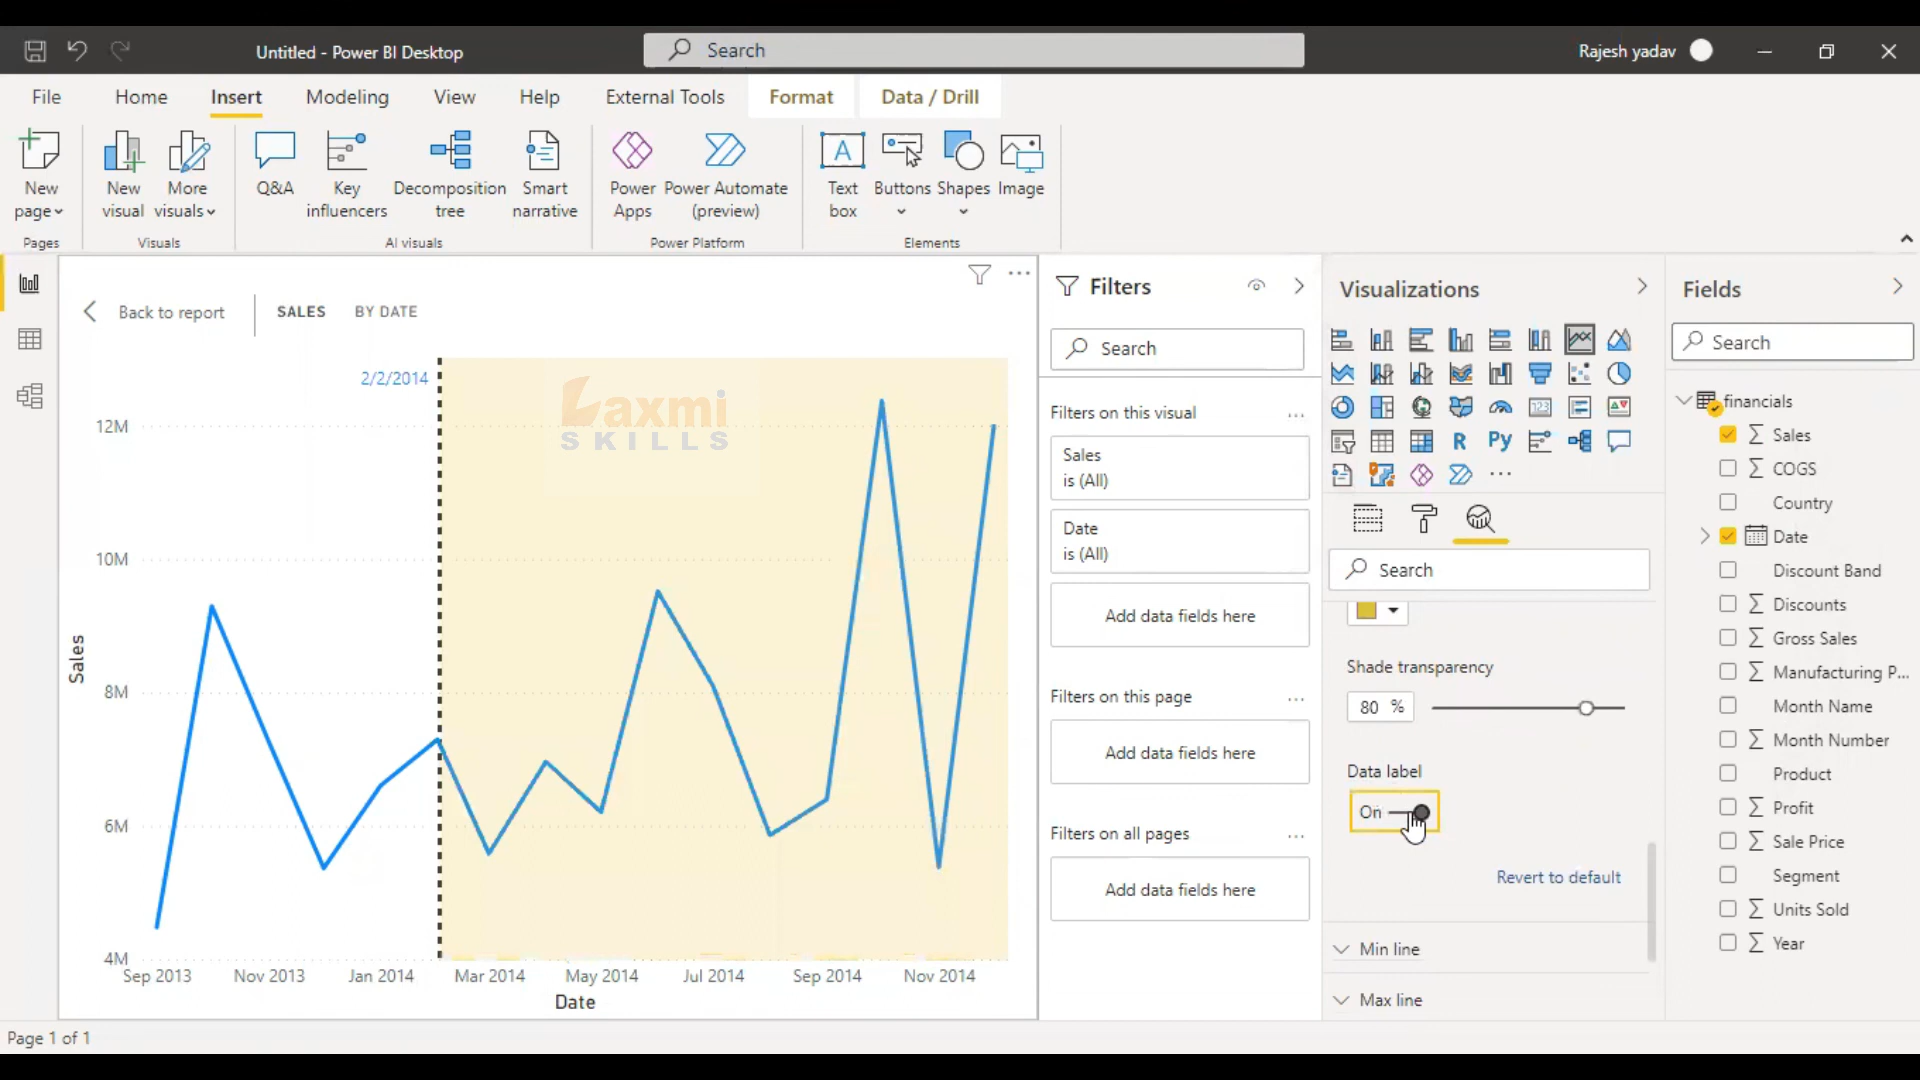 Untitled - Power BI Desktop
Search
Rajesh yadav
File Home Insert Modeling View Help External Tools Format Data / Drill
New page
New visual
More visuals
Q&A
Key influencers
Decomposition tree
Smart narrative
Power Apps
Power Automate (preview)
Text box
Buttons
Shapes
Image
Pages
Visuals
AI visuals
Power Platform
Elements
Back to report
SALES
BY DATE
2/2/2014
Laxmi
SKILLS
12M
10M
8M
6M
4M
Sales
Sep 2013 Nov 2013 Jan 2014 Mar 2014 May 2014 Jul 2014 Sep 2014 Nov 2014
Date
Filters
Search
Filters on this visual
...
Sales
is (All)
Date
is (All)
Add data fields here
Filters on this page
...
Add data fields here
Filters on all pages
...
Add data fields here
Visualizations
123
R
Py
...
Search
Shade transparency
80 %
Data label
On
Revert to default
Min line
Max line
Fields
Search
financials
Sales
COGS
Country
Date
Discount Band
Discounts
Gross Sales
Manufacturing P...
Month Name
Month Number
Product
Profit
Sale Price
Segment
Units Sold
Year
Page 1 of 1